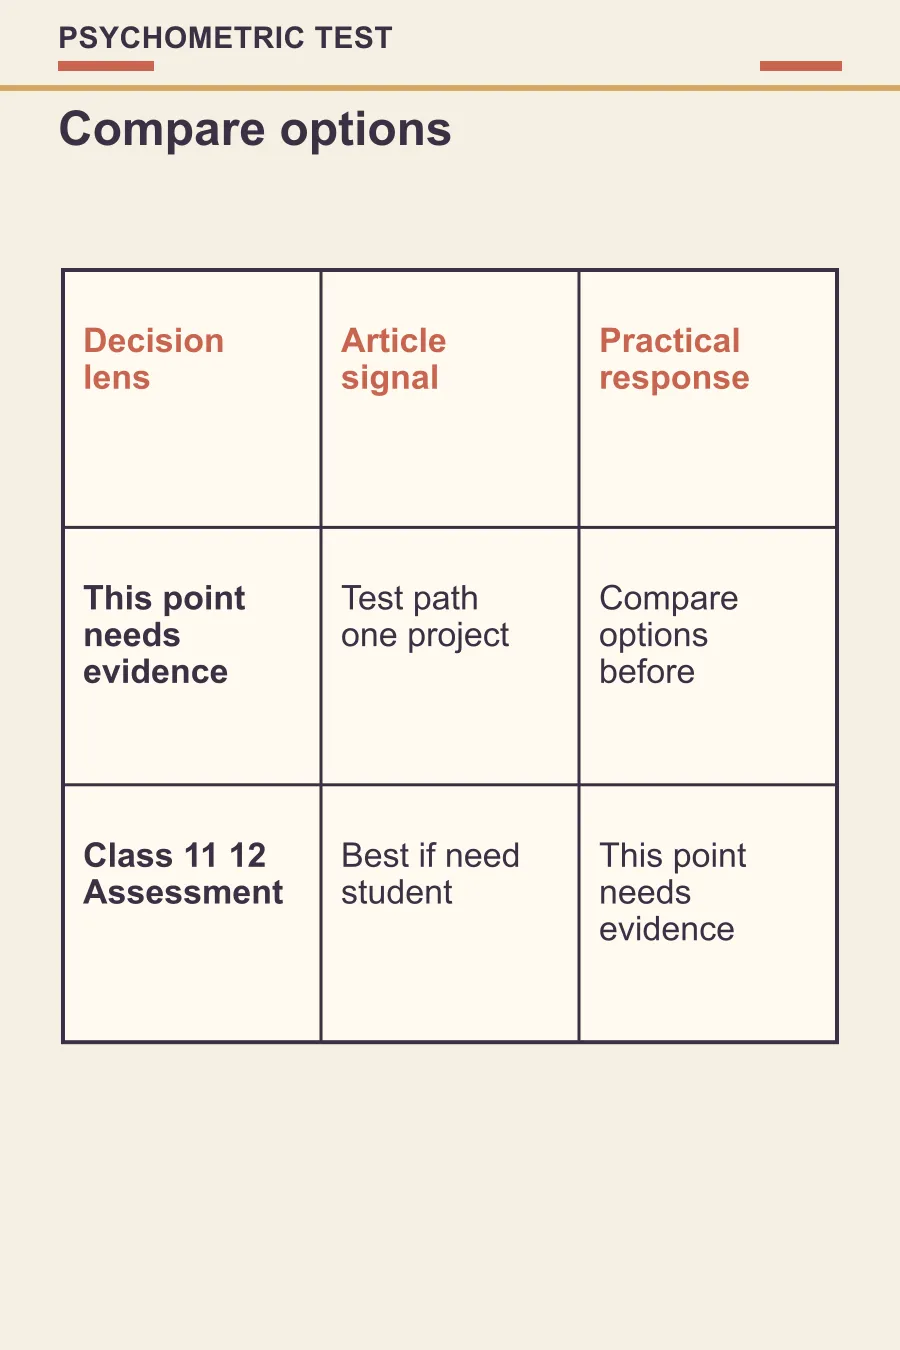 PSYCHOMETRIC TEST
Compare options
Decision
lens
Article
signal
Practical
response
This point
needs
evidence
Test path
one project
Compare
options
before
Class 11 12
Assessment
Best if need
student
This point
needs
evidence